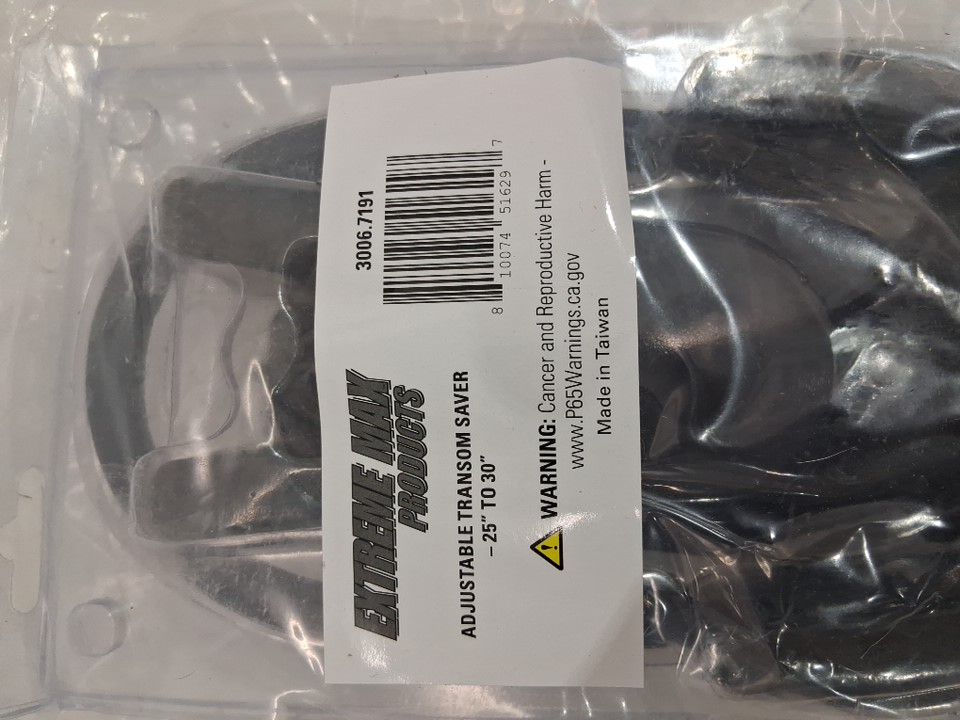 EXTREME MAX
PRODUCTS
3006.7191
8 10074 51629 7
ADJUSTABLE TRANSOM SAVER
– 25” TO 30”
WARNING: Cancer and Reproductive Harm -
www.P65Warnings.ca.gov
Made in Taiwan